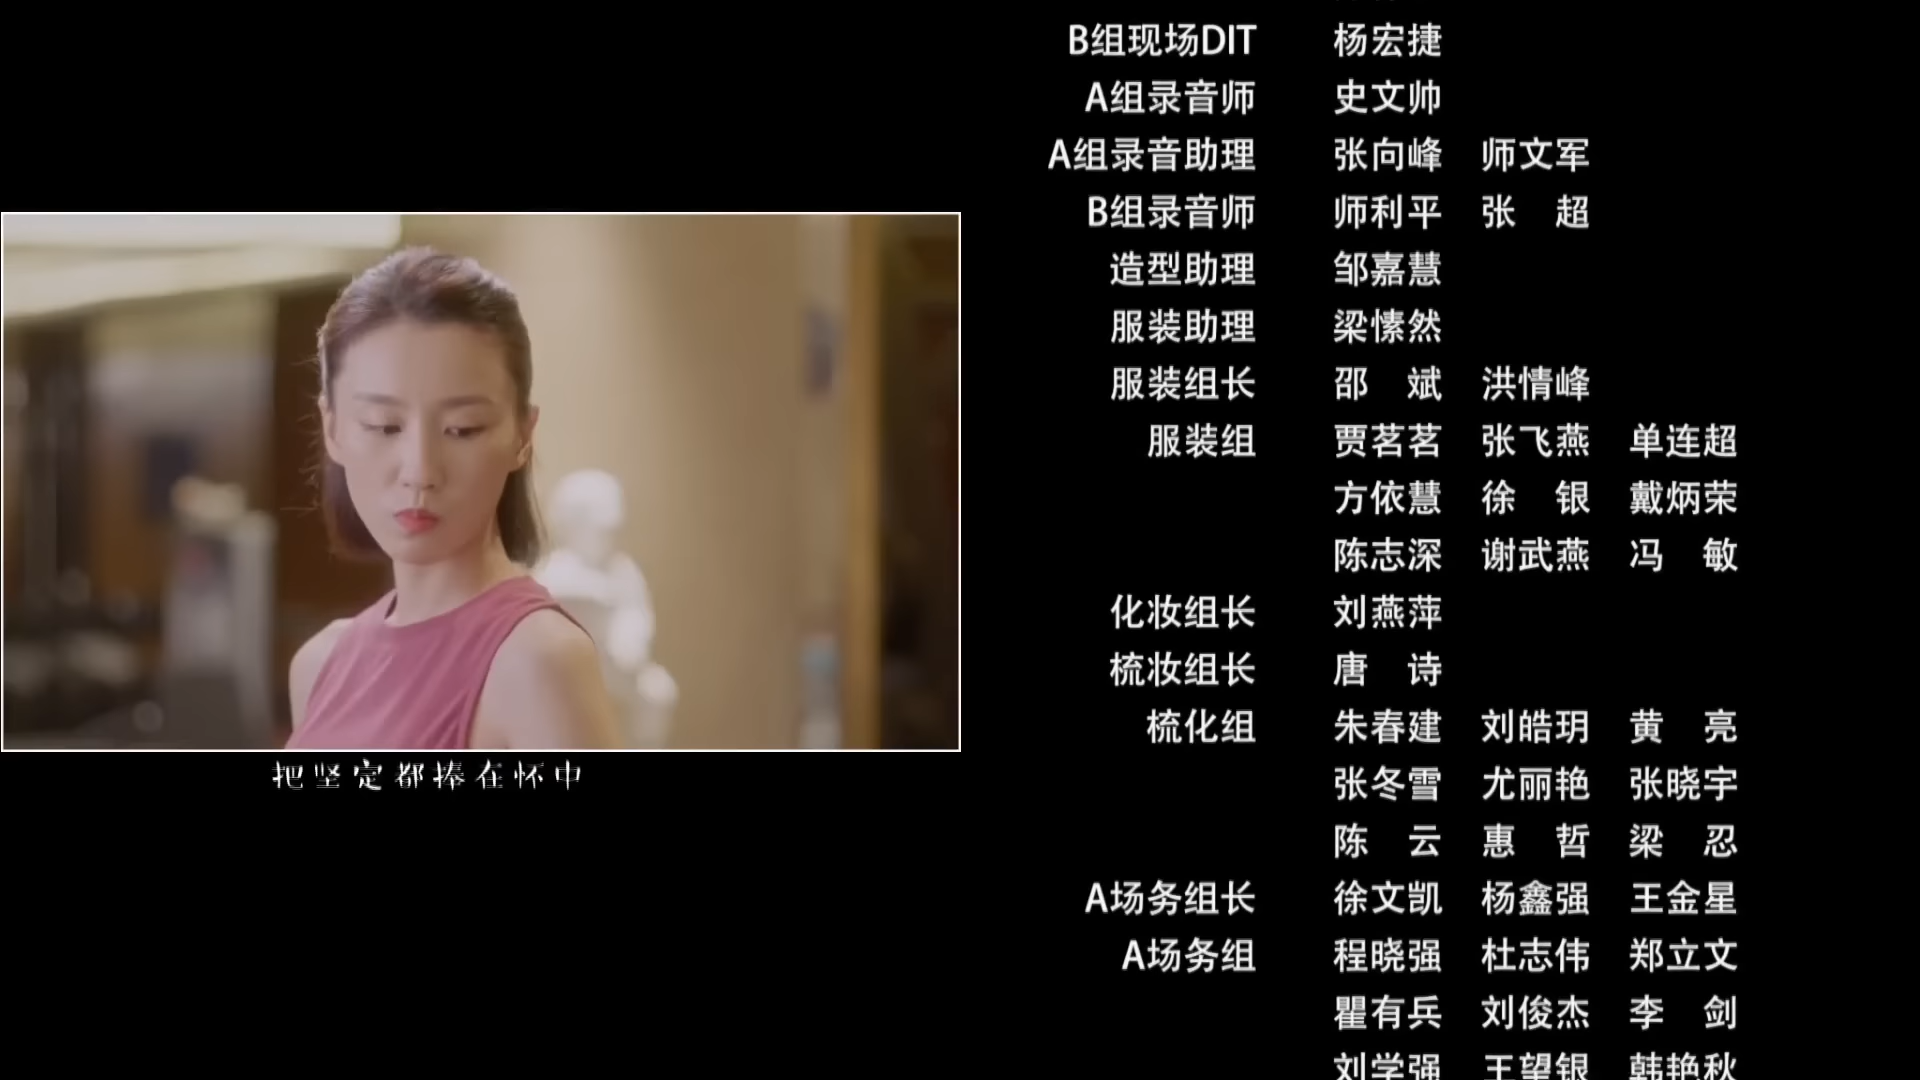 B组现场DIT 杨宏捷
A组录音师 史文帅
A组录音助理 张向峰 师文军
B组录音师 师利平 张 超
造型助理 邹嘉慧
服装助理 梁愫然
服装组长 邵 斌 洪情峰
服装组 贾茗茗 张飞燕 单连超
方依慧 徐 银 戴炳荣
陈志深 谢武燕 冯 敏
化妆组长 刘燕萍
梳妆组长 唐 诗
梳化组 朱春建 刘皓玥 黄 亮
张冬雪 尤丽艳 张晓宇
陈 云 惠 哲 梁 忍
A场务组长 徐文凯 杨鑫强 王金星
A场务组 程晓强 杜志伟 郑立文
瞿有兵 刘俊杰 李 剑
刘学强 王望银 韩艳秋
把坚定都捧在怀中